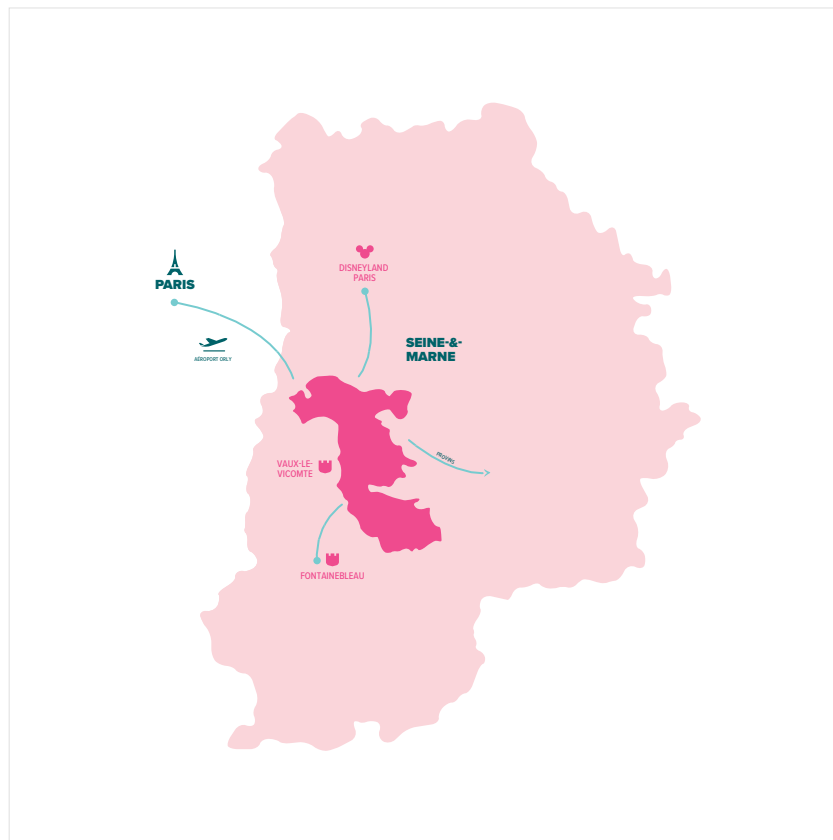 PARIS
AÉROPORT ORLY
DISNEYLAND
PARIS
SEINE-&-
MARNE
PROVINS
VAUX-LE-
VICOMTE
FONTAINEBLEAU